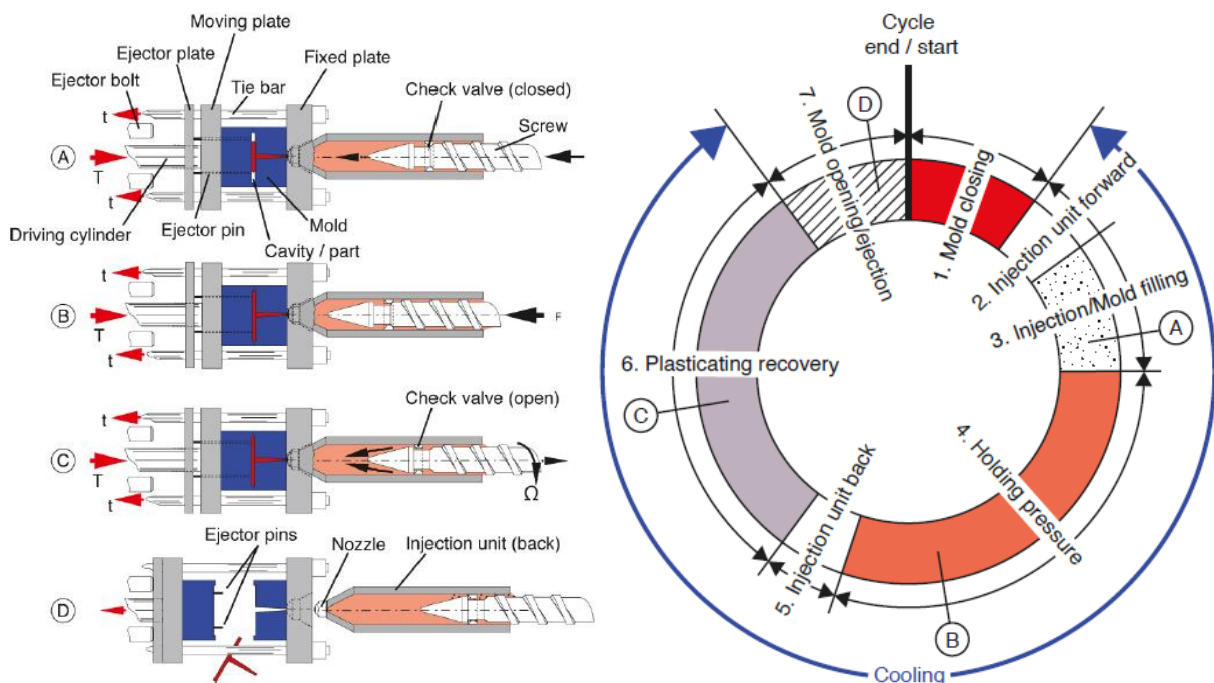 Moving plate
Ejector plate
Fixed plate
Ejector bolt
Tie bar
Check valve (closed)
Screw
t
A
T
t
Mold
Driving cylinder
Ejector pin
Cavity / part
t
B
T
F
t
Check valve (open)
t
C
T
Ω
t
Ejector pins
Nozzle
Injection unit (back)
D
Cycle
end / start
7. Mold opening/ejection
D
1. Mold closing
2. Injection unit forward
3. Injection/Mold filling
A
6. Plasticating recovery
C
4. Holding pressure
5. Injection unit back
B
Cooling